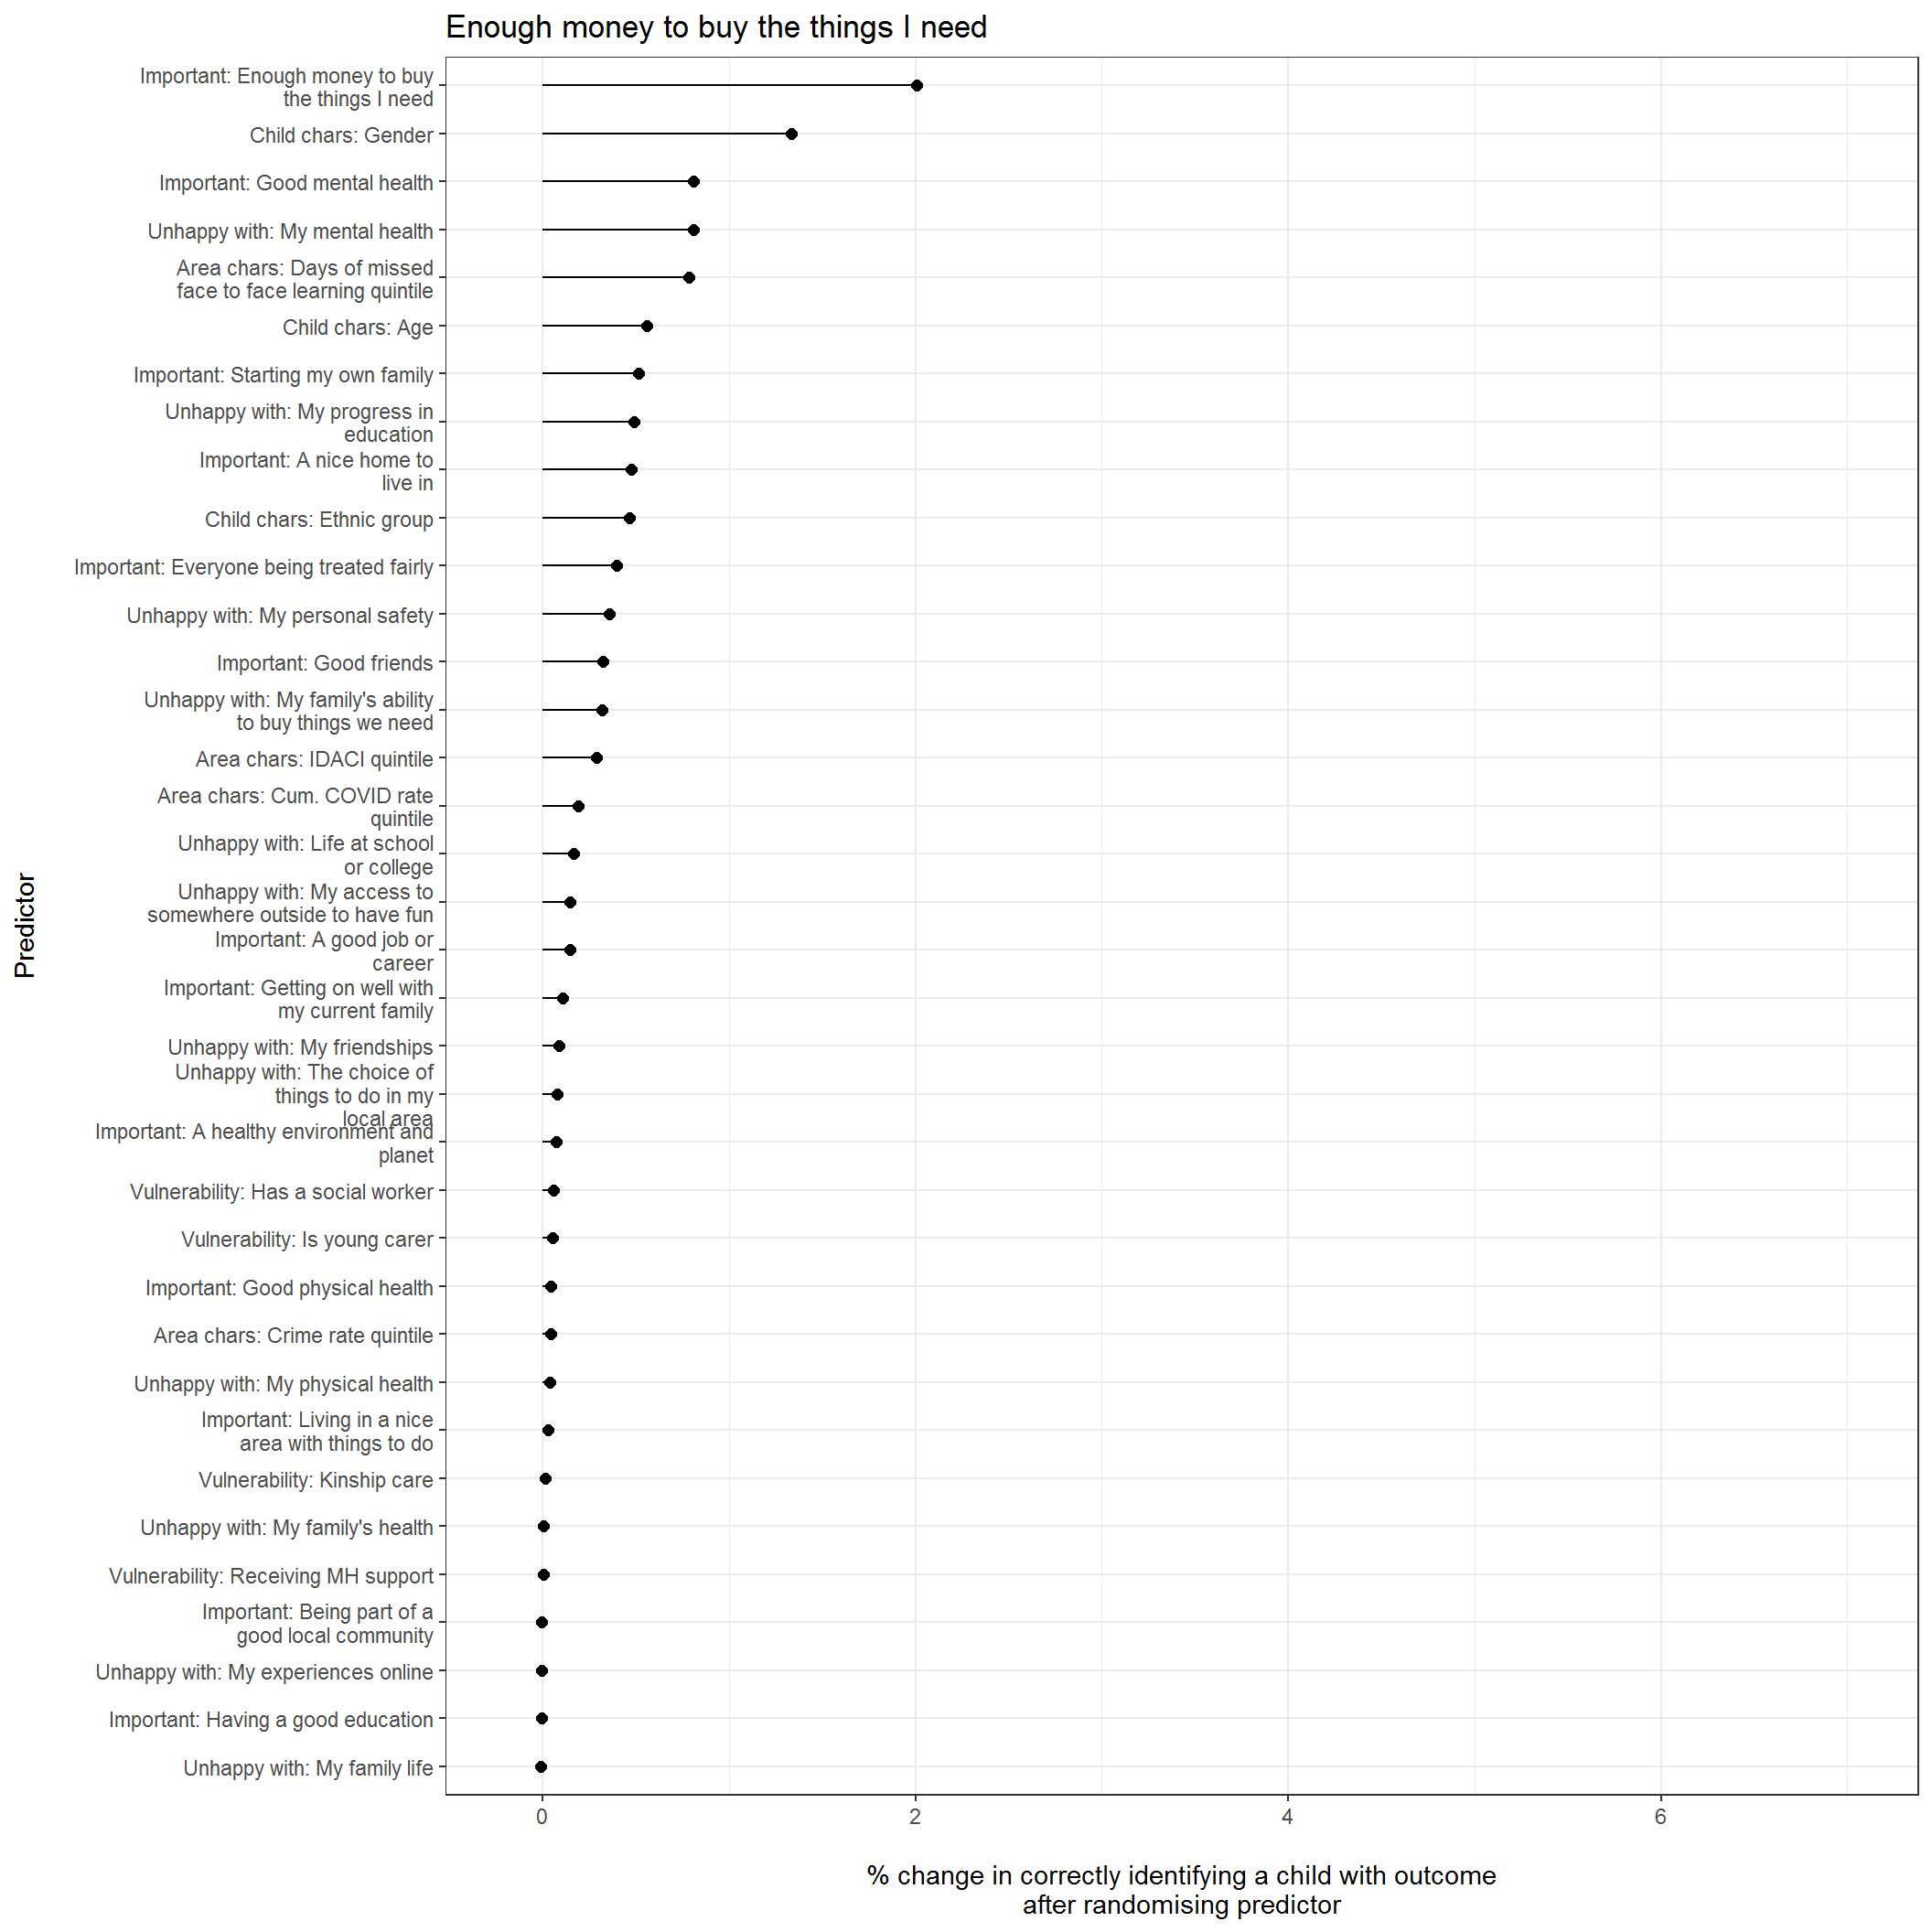 Enough money to buy the things I need
Important: Enough money to buy
the things I need
Child chars: Gender
Important: Good mental health
Unhappy with: My mental health
Area chars: Days of missed
face to face learning quintile
Child chars: Age
Important: Starting my own family
Unhappy with: My progress in
education
Important: A nice home to
live in
Child chars: Ethnic group
Important: Everyone being treated fairly
Unhappy with: My personal safety
Important: Good friends
Unhappy with: My family's ability
to buy things we need
Area chars: IDACI quintile
Area chars: Cum. COVID rate
quintile
Unhappy with: Life at school
or college
Unhappy with: My access to
somewhere outside to have fun
Important: A good job or
career
Important: Getting on well with
my current family
Unhappy with: My friendships
Unhappy with: The choice of
things to do in my
local area
Important: A healthy environment and
planet
Vulnerability: Has a social worker
Vulnerability: Is young carer
Important: Good physical health
Area chars: Crime rate quintile
Unhappy with: My physical health
Important: Living in a nice
area with things to do
Vulnerability: Kinship care
Unhappy with: My family's health
Vulnerability: Receiving MH support
Important: Being part of a
good local community
Unhappy with: My experiences online
Important: Having a good education
Unhappy with: My family life
Predictor
0 2 4 6
% change in correctly identifying a child with outcome
after randomising predictor